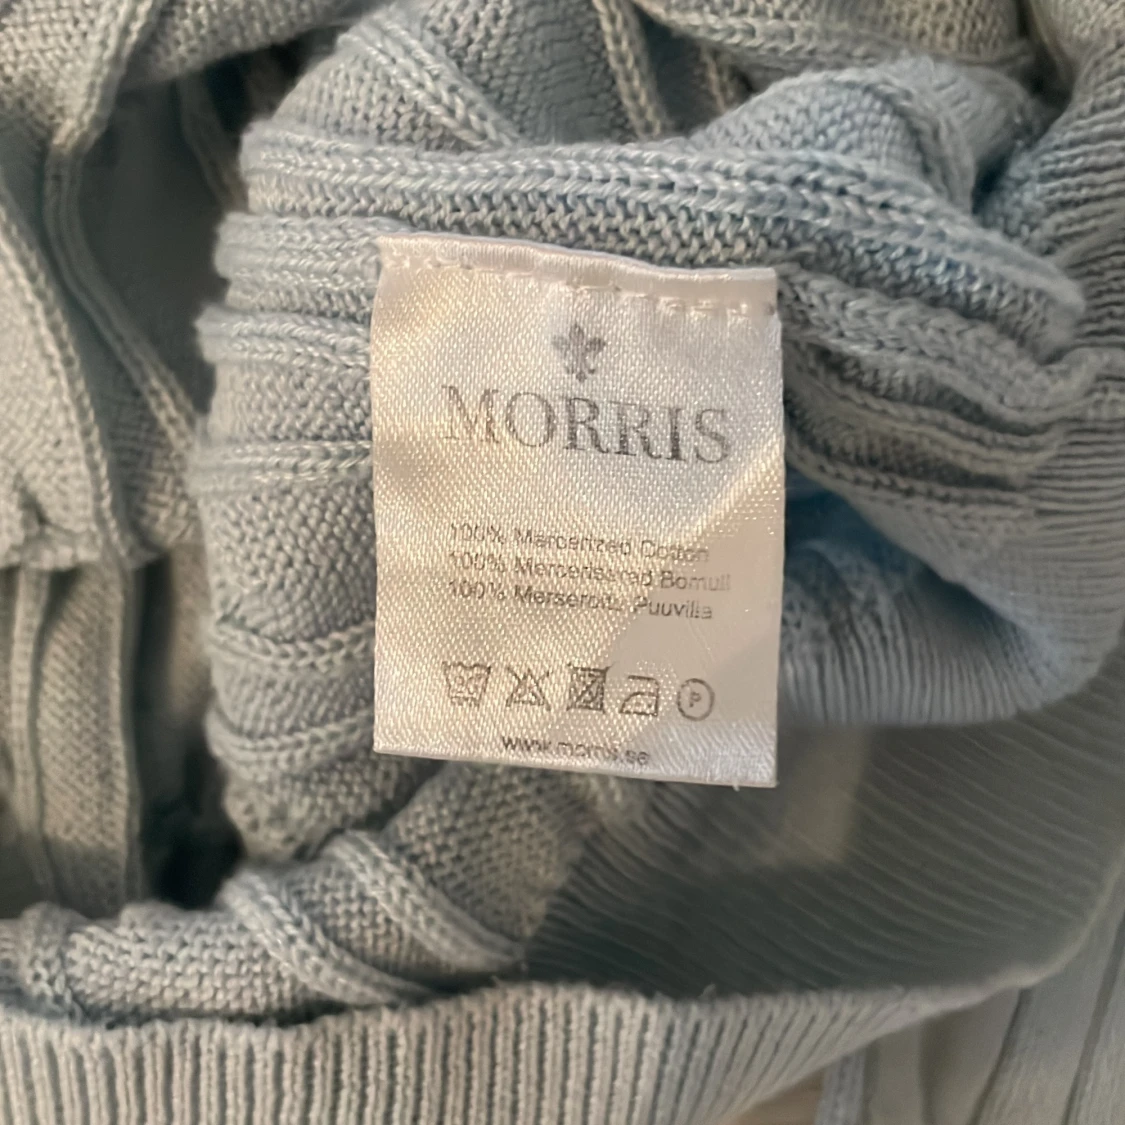 MORRIS
100% Mercerized Cotton
100% Merceriserad Bomull
100% Merseroitu Puuvilla
P
www.morris.se